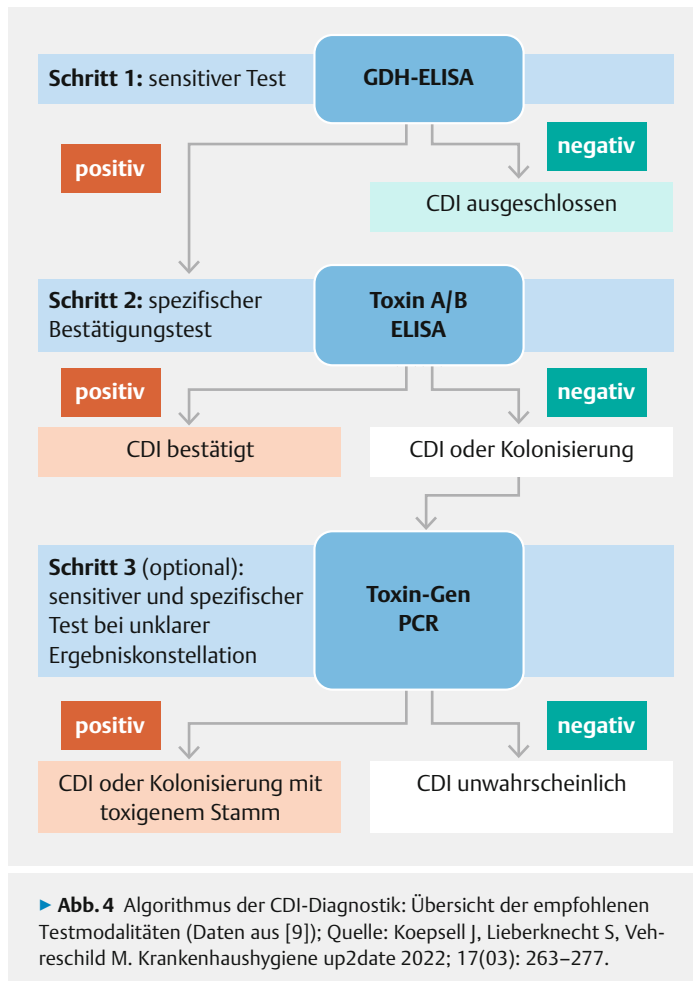 Schritt 1: sensitiver Test
GDH-ELISA
positiv
negativ
CDI ausgeschlossen
Schritt 2: spezifischer
Bestätigungstest
Toxin A/B
ELISA
positiv
negativ
CDI bestätigt
CDI oder Kolonisierung
Schritt 3 (optional):
sensitiver und spezifischer
Test bei unklarer
Ergebniskonstellation
Toxin-Gen
PCR
positiv
negativ
CDI oder Kolonisierung mit
toxigenem Stamm
CDI unwahrscheinlich
▶ Abb. 4 Algorithmus der CDI-Diagnostik: Übersicht der empfohlenen
Testmodalitäten (Daten aus [9]); Quelle: Koepsell J, Lieberknecht S, Veh-
reschild M. Krankenhaushygiene up2date 2022; 17(03): 263–277.